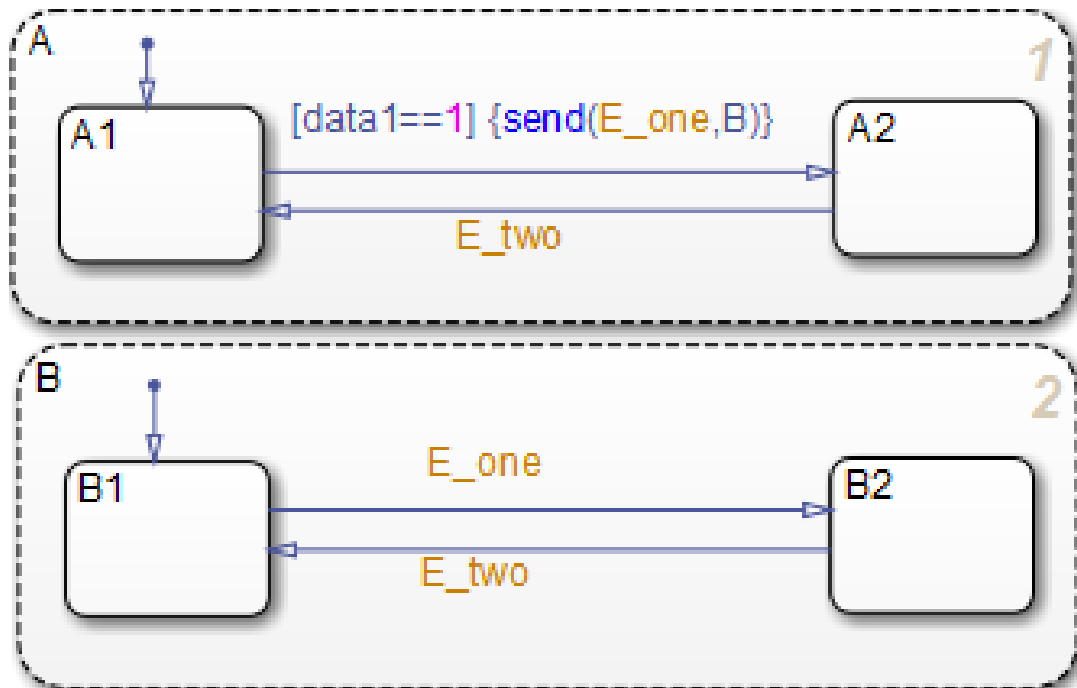 A
1
[data1==1] {send(E_one,B)}
A1
A2
E_two
B
2
E_one
B1
B2
E_two